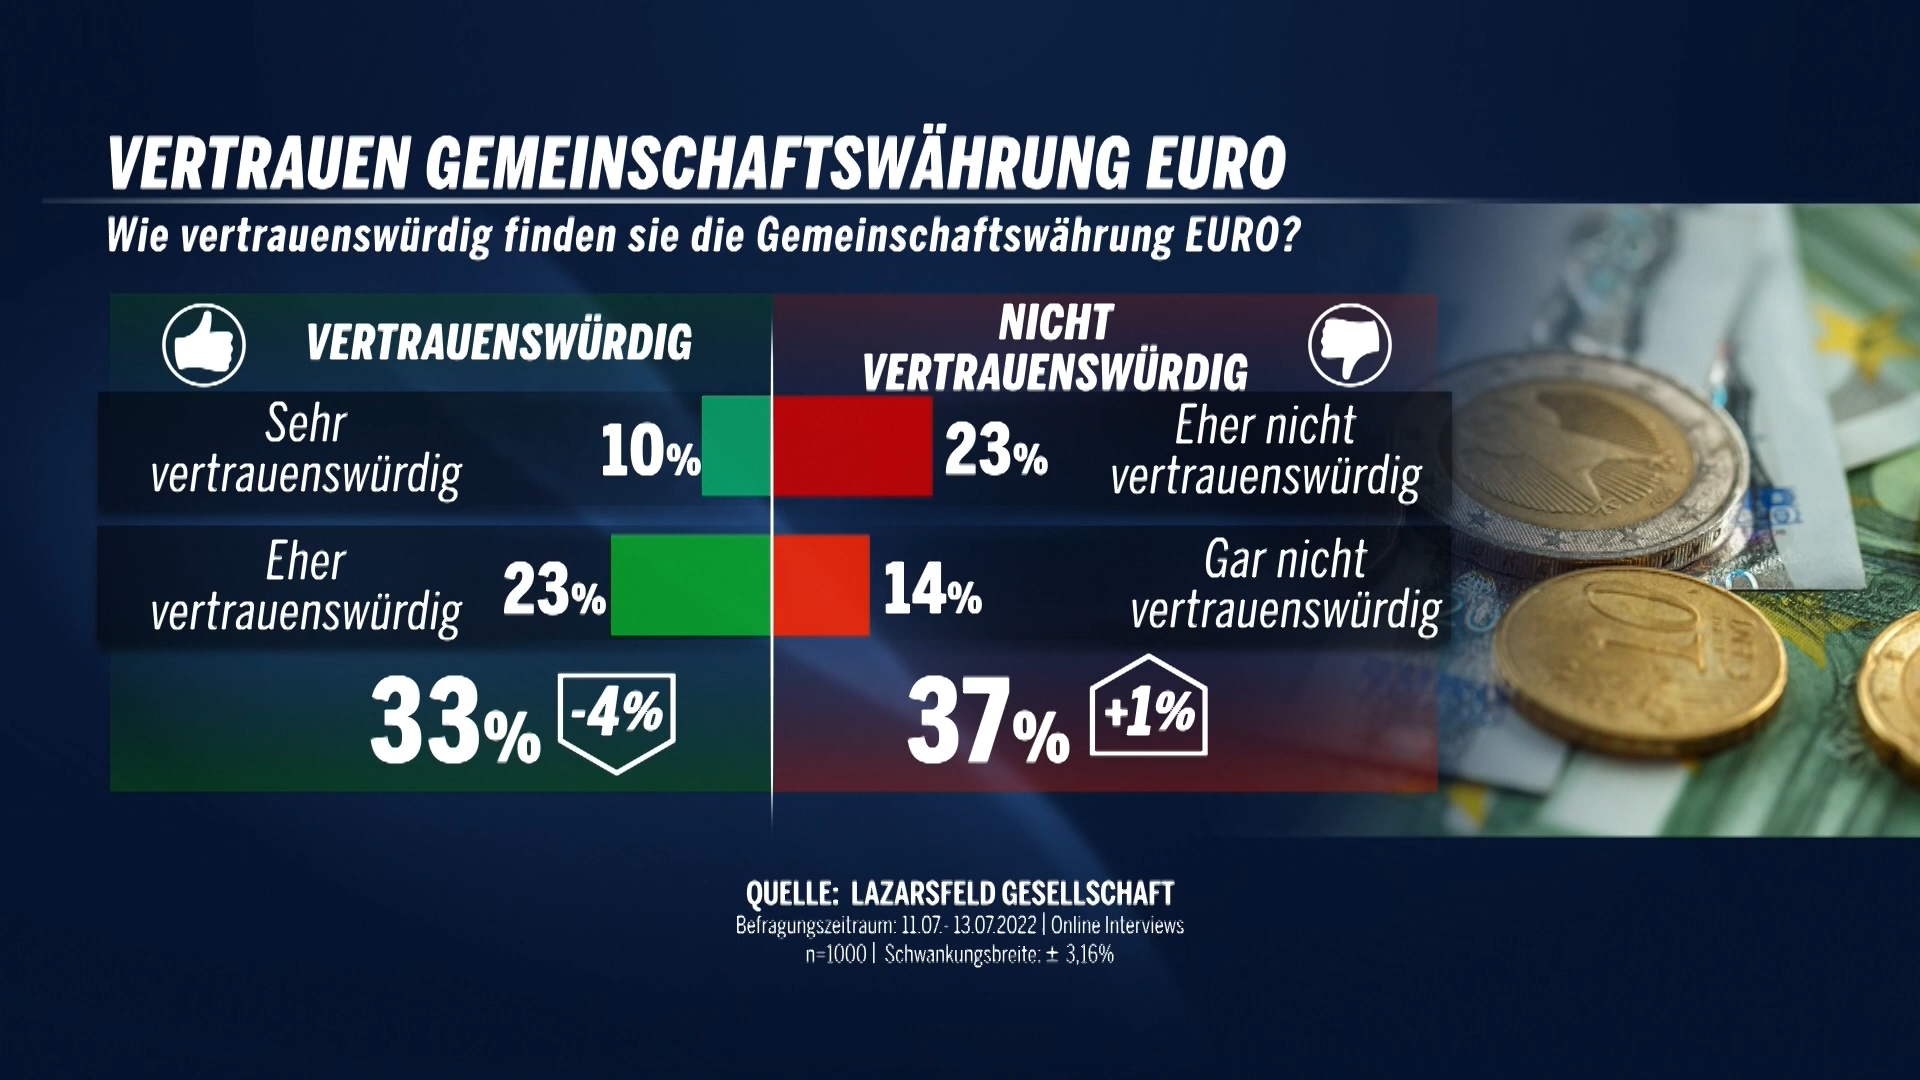 VERTRAUEN GEMEINSCHAFTSWÄHRUNG EURO
Wie vertrauenswürdig finden sie die Gemeinschaftswährung EURO?
VERTRAUENSWÜRDIG
Sehr
vertrauenswürdig
10%
Eher
vertrauenswürdig
23%
33% -4%
NICHT
VERTRAUENSWÜRDIG
23%
Eher nicht
vertrauenswürdig
14%
Gar nicht
vertrauenswürdig
37% +1%
10
QUELLE: LAZARSFELD GESELLSCHAFT
Befragungszeitraum: 11.07.- 13.07.2022 | Online Interviews
n=1000 | Schwankungsbreite: ± 3,16%